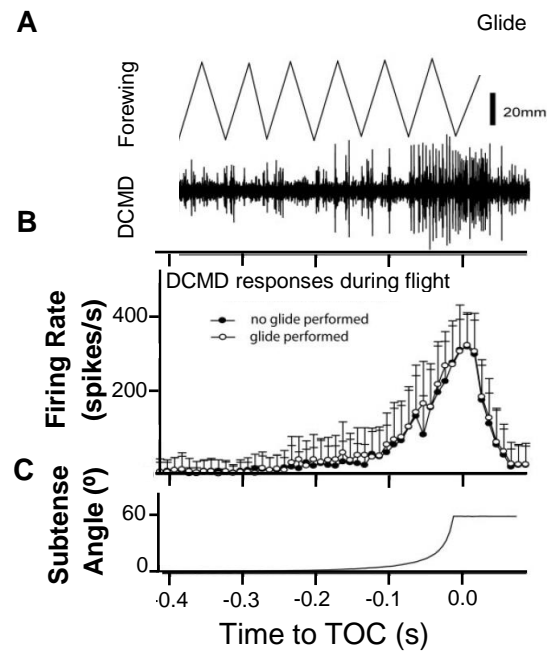 A
Glide
Forewing
20mm
DCMD
B
DCMD responses during flight
no glide performed
glide performed
Firing Rate
(spikes/s)
400
200
C
Subtense
Angle (º)
60
0
-0.4 -0.3 -0.2 -0.1 0.0
Time to TOC (s)